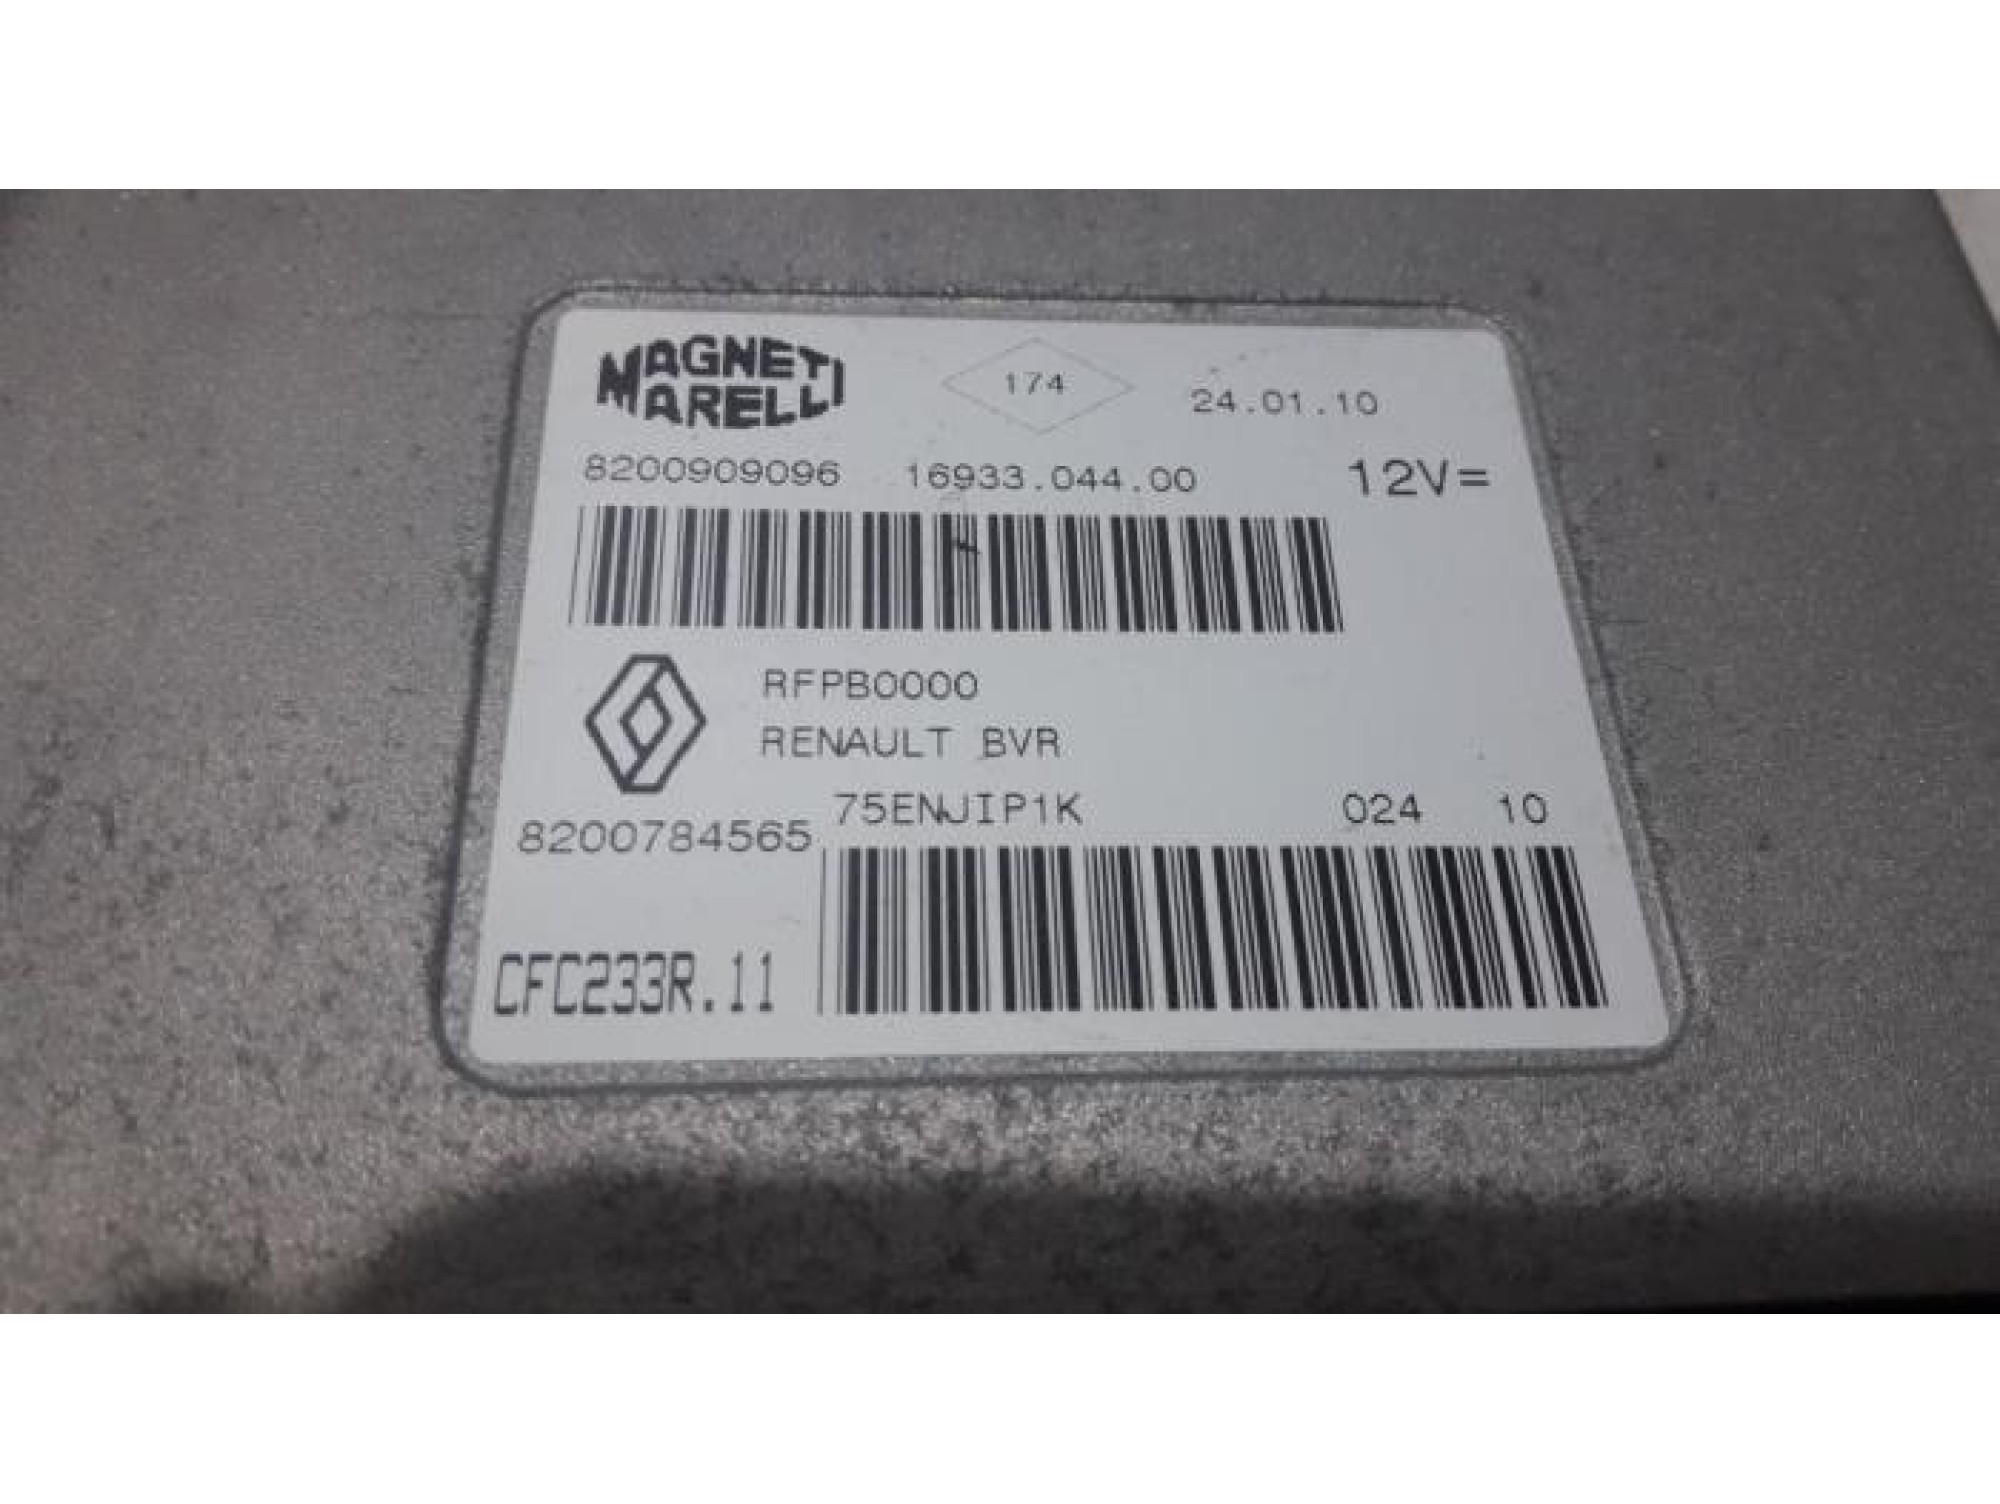 MAGNETI
MARELLI
174
24.01.10
8200909096 16933.044.00 12V=
RFPB0000
RENAULT BVR
75ENJIP1K 024 10
8200784565
CFC233R.11